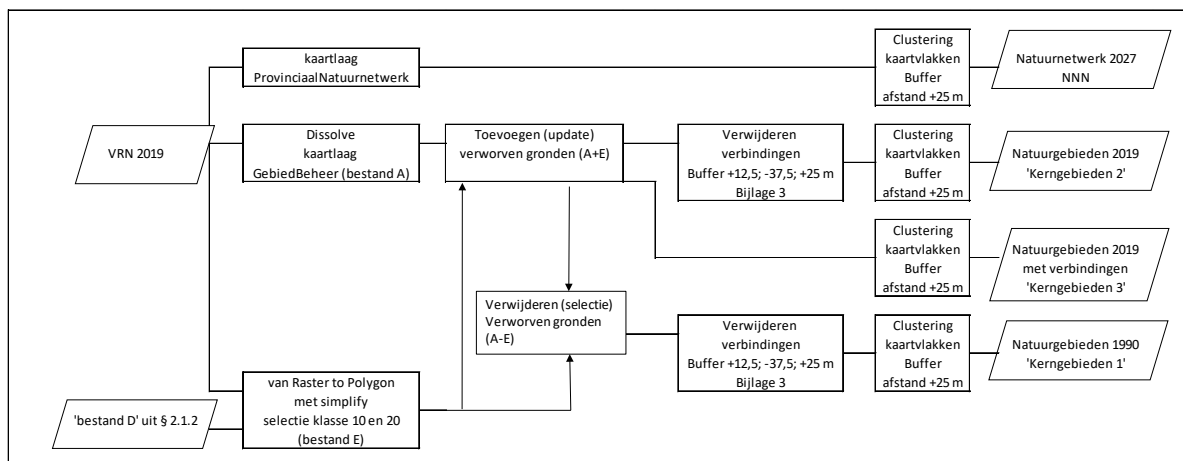 kaartlaag
ProvinciaalNatuurnetwerk
Clustering
kaartvlakken
Buffer
afstand +25 m
Natuurnetwerk 2027
NNN
VRN 2019
Dissolve
kaartlaag
GebiedBeheer (bestand A)
Toevoegen (update)
verworven gronden (A+E)
Verwijderen
verbindingen
Buffer +12,5; -37,5; +25 m
Bijlage 3
Clustering
kaartvlakken
Buffer
afstand +25 m
Natuurgebieden 2019
'Kerngebieden 2'
Clustering
kaartvlakken
Buffer
afstand +25 m
Natuurgebieden 2019
met verbindingen
'Kerngebieden 3'
Verwijderen (selectie)
Verworven gronden
(A-E)
Verwijderen
verbindingen
Buffer +12,5; -37,5; +25 m
Bijlage 3
Clustering
kaartvlakken
Buffer
afstand +25 m
Natuurgebieden 1990
'Kerngebieden 1'
'bestand D' uit § 2.1.2
van Raster to Polygon
met simplify
selectie klasse 10 en 20
(bestand E)